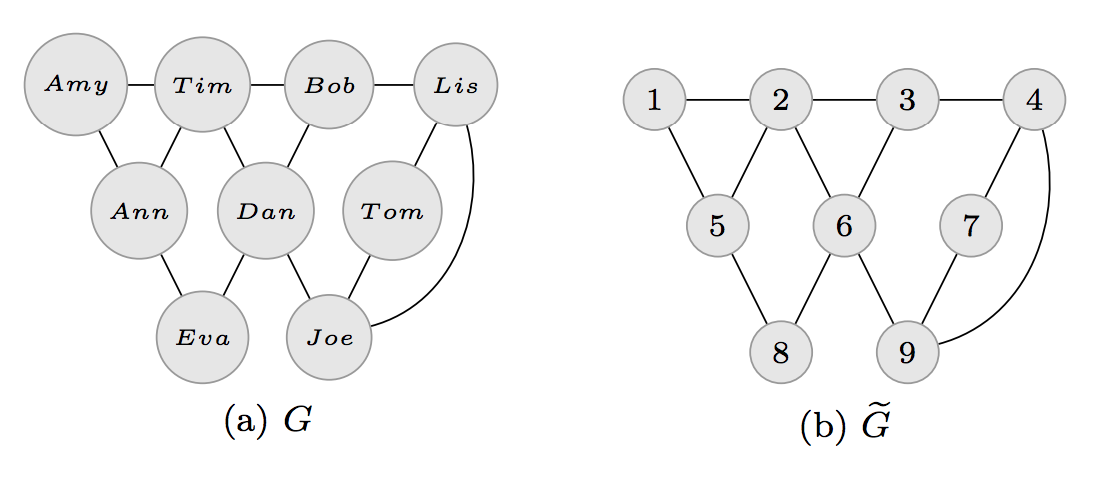 Amy Tim Bob Lis
Ann Dan Tom
Eva Joe
(a) G
1 2 3 4
5 6 7
8 9
(b) G̃